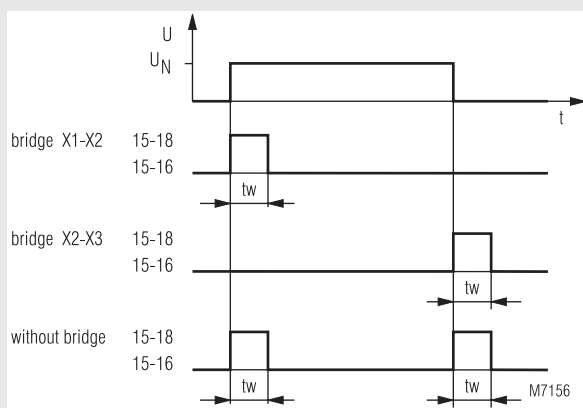 U
U_N
t
bridge X1-X2 15-18
15-16
tw
bridge X2-X3 15-18
15-16
tw
without bridge 15-18
15-16
tw tw
M7156